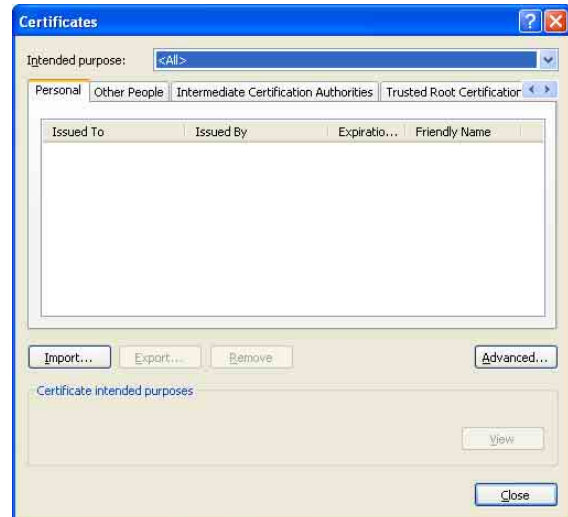 Certificates
Intended purpose: <All>
Personal Other People Intermediate Certification Authorities Trusted Root Certification
Issued To Issued By Expiratio... Friendly Name
Import... Export... Remove Advanced...
Certificate intended purposes
View
Close